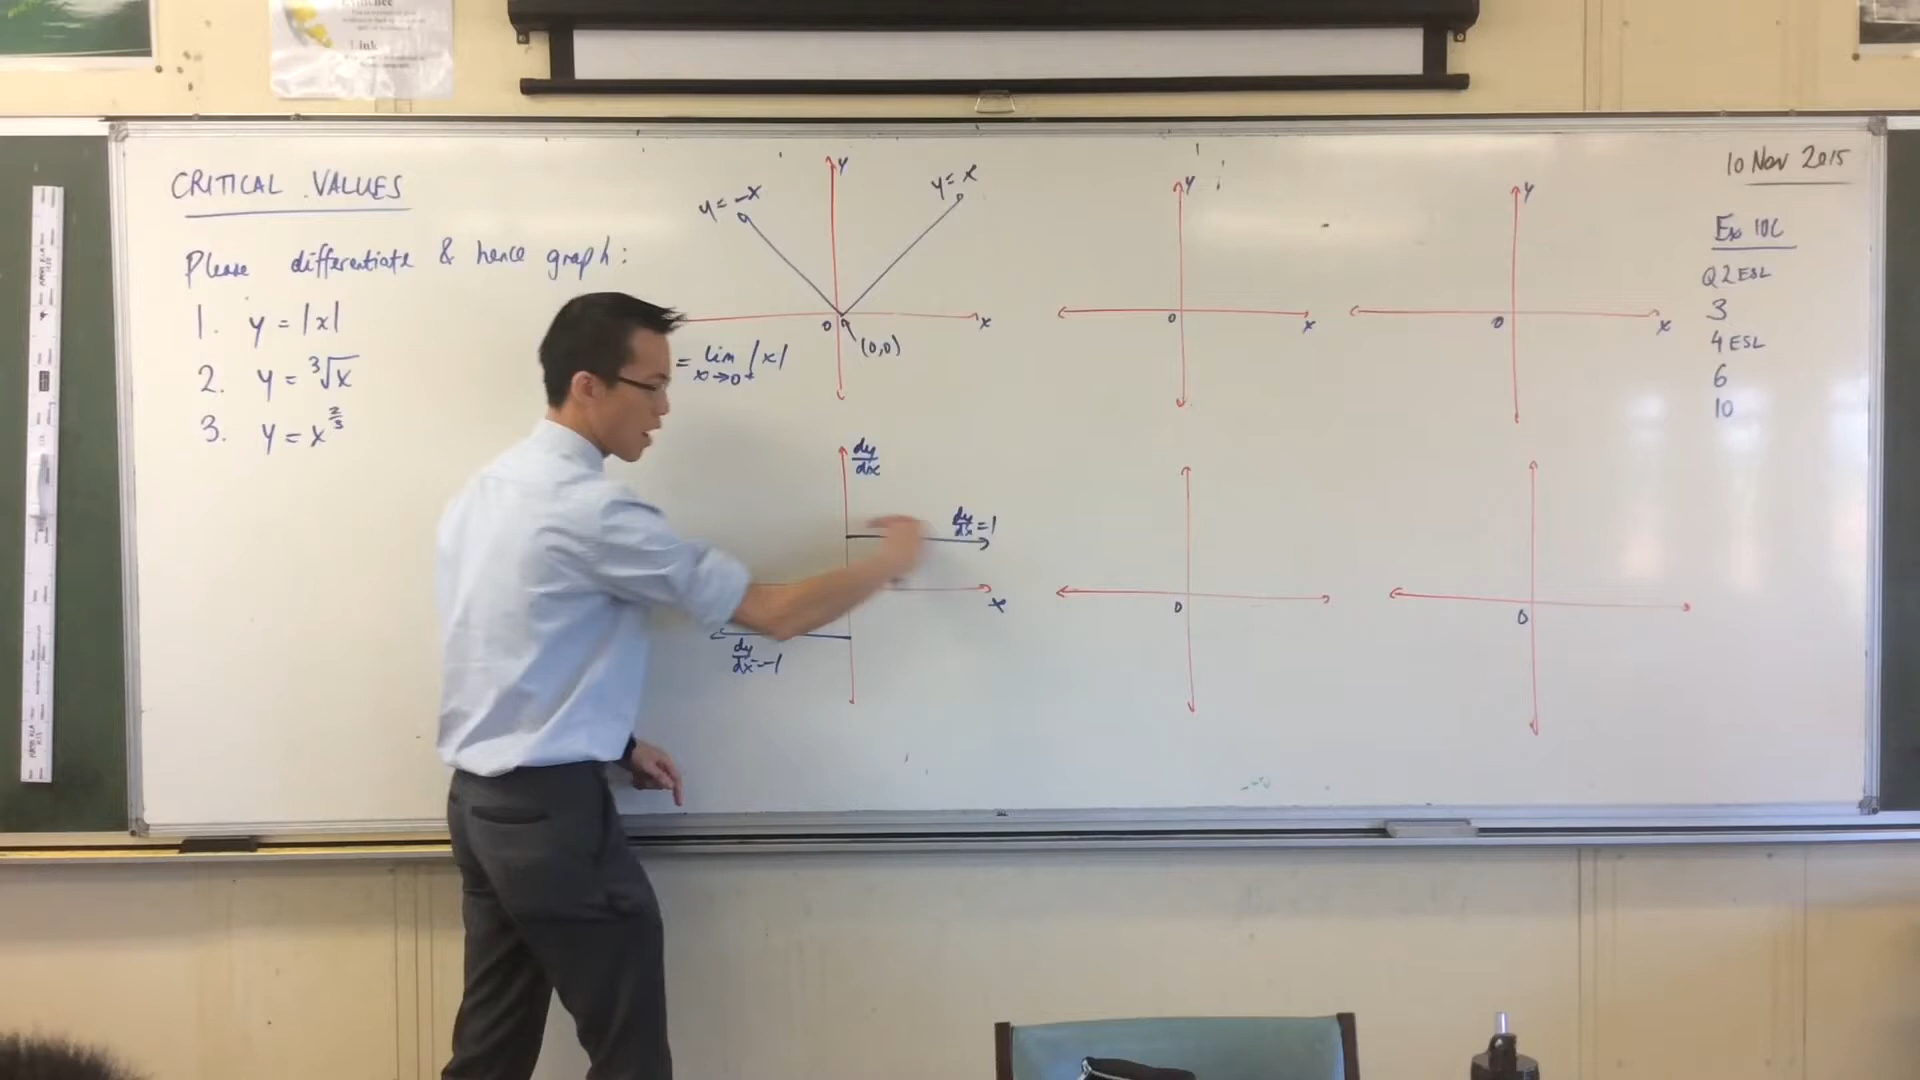 Link
CRITICAL VALUES
Please differentiate & hence graph:
1. y = |x|
2. y = ³√x
3. y = x^(2/3)
y
y = -x
y = x
x
0
(0,0)
= lim |x|
x→0⁺
dy/dx
dy/dx = 1
x
dy/dx = -1
y
0
x
0
y
0
x
0
10 Nov 2015
Ex 10C
Q2 ESL
3
4 ESL
6
10